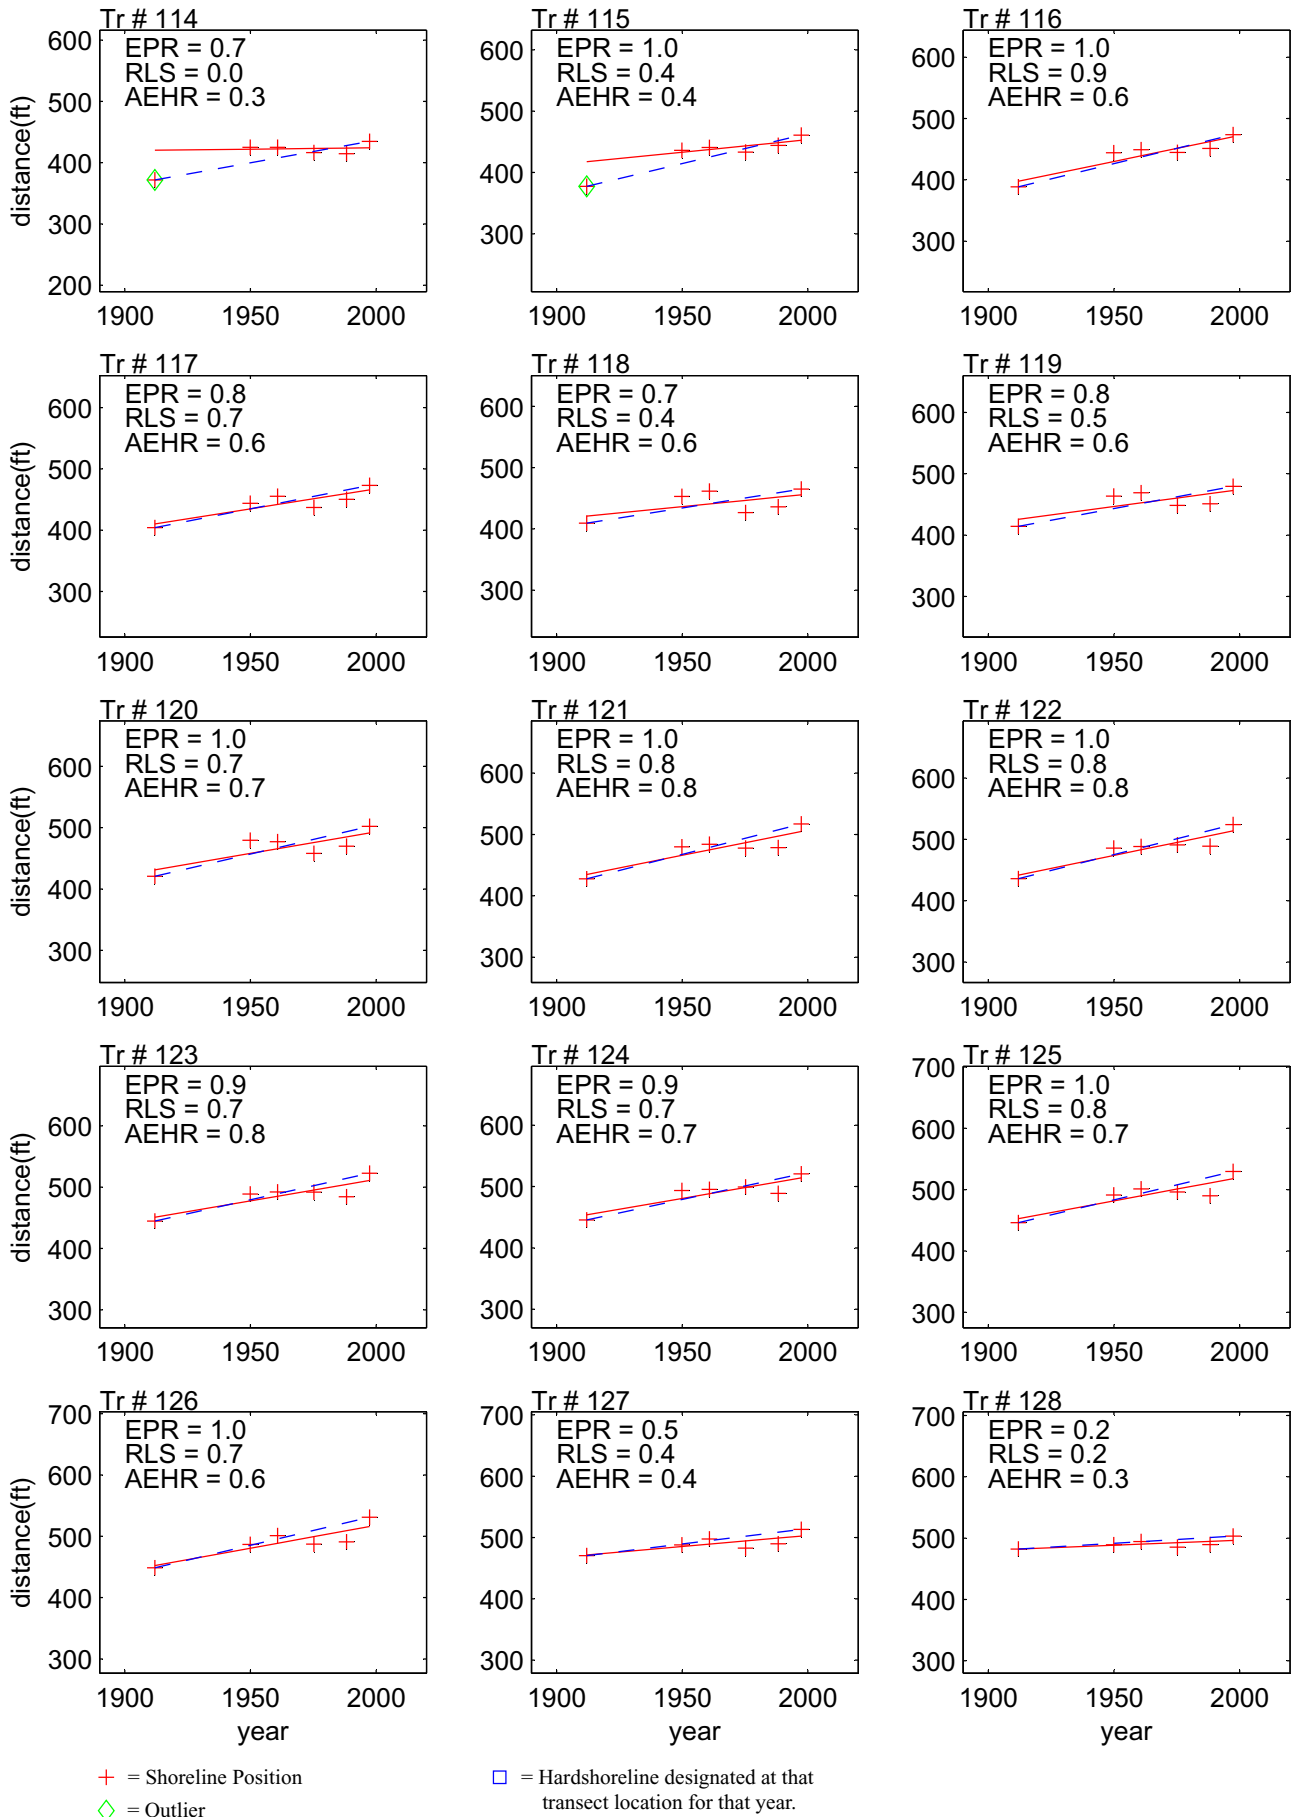 Tr # 114
EPR = 0.7
RLS = 0.0
AEHR = 0.3
600
500
400
300
200
distance(ft)
1900 1950 2000
Tr # 115
EPR = 1.0
RLS = 0.4
AEHR = 0.4
600
500
400
300
1900 1950 2000
Tr # 116
EPR = 1.0
RLS = 0.9
AEHR = 0.6
600
500
400
300
1900 1950 2000
Tr # 117
EPR = 0.8
RLS = 0.7
AEHR = 0.6
600
500
400
300
distance(ft)
1900 1950 2000
Tr # 118
EPR = 0.7
RLS = 0.4
AEHR = 0.6
600
500
400
300
1900 1950 2000
Tr # 119
EPR = 0.8
RLS = 0.5
AEHR = 0.6
600
500
400
300
1900 1950 2000
Tr # 120
EPR = 1.0
RLS = 0.7
AEHR = 0.7
600
500
400
300
distance(ft)
1900 1950 2000
Tr # 121
EPR = 1.0
RLS = 0.8
AEHR = 0.8
600
500
400
300
1900 1950 2000
Tr # 122
EPR = 1.0
RLS = 0.8
AEHR = 0.8
600
500
400
300
1900 1950 2000
Tr # 123
EPR = 0.9
RLS = 0.7
AEHR = 0.8
600
500
400
300
distance(ft)
1900 1950 2000
Tr # 124
EPR = 0.9
RLS = 0.7
AEHR = 0.7
600
500
400
300
1900 1950 2000
Tr # 125
EPR = 1.0
RLS = 0.8
AEHR = 0.7
700
600
500
400
300
1900 1950 2000
Tr # 126
EPR = 1.0
RLS = 0.7
AEHR = 0.6
700
600
500
400
300
distance(ft)
1900 1950 2000
year
Tr # 127
EPR = 0.5
RLS = 0.4
AEHR = 0.4
700
600
500
400
300
1900 1950 2000
year
Tr # 128
EPR = 0.2
RLS = 0.2
AEHR = 0.3
700
600
500
400
300
1900 1950 2000
year
= Shoreline Position
= Outlier
= Hardshoreline designated at that
transect location for that year.